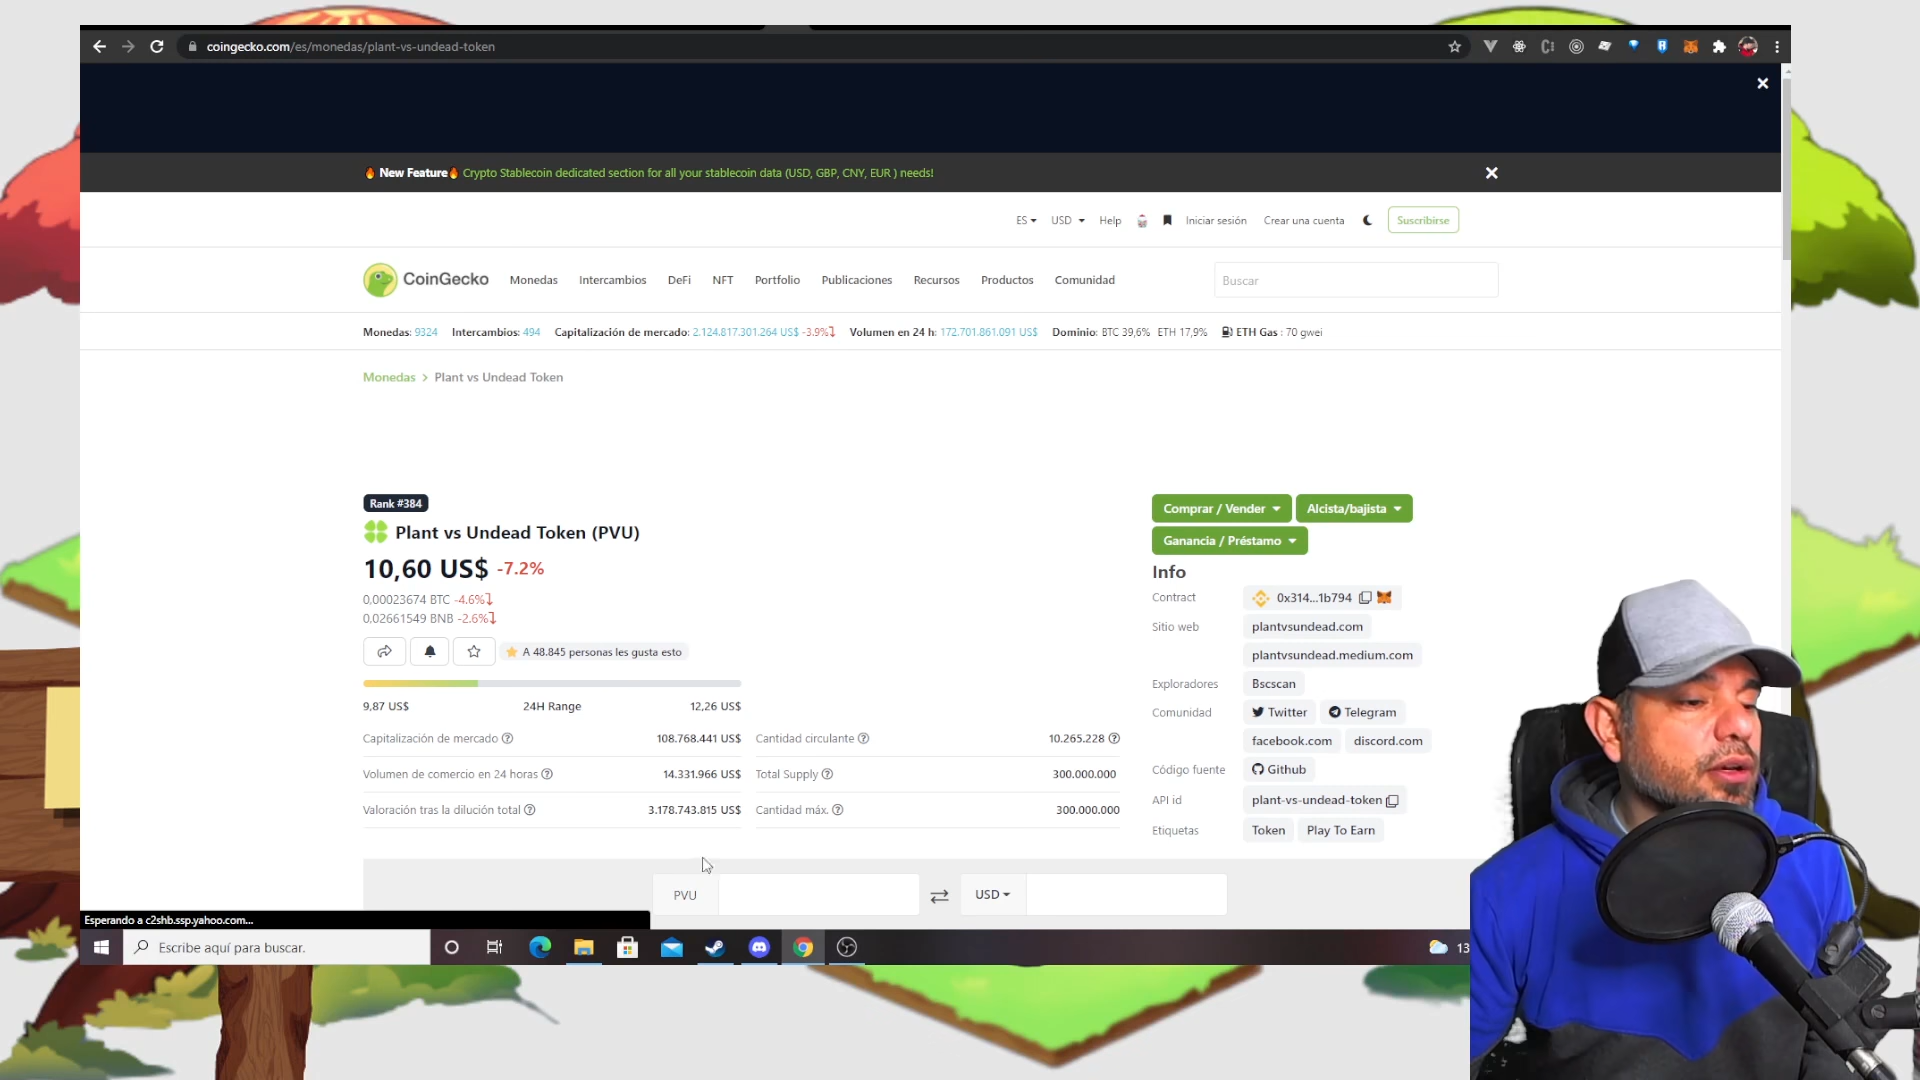 coingecko.com/es/monedas/plant-vs-undead-token
New Feature Crypto Stablecoin dedicated section for all your stablecoin data (USD, GBP, CNY, EUR ) needs!
ES USD Help Iniciar sesión Crear una cuenta Suscribirse
CoinGecko Monedas Intercambios DeFi NFT Portfolio Publicaciones Recursos Productos Comunidad Buscar
Monedas: 9324 Intercambios: 494 Capitalización de mercado: 2.124.817.301.264 US$ -3.9% Volumen en 24 h: 172.701.861.091 US$ Dominio: BTC 39,6% ETH 17,9% ETH Gas : 70 gwei
Monedas > Plant vs Undead Token
Rank #384
Plant vs Undead Token (PVU)
10,60 US$ -7.2%
0,00023674 BTC -4.6%
0,02661549 BNB -2.6%
A 48.845 personas les gusta esto
9,87 US$ 24H Range 12,26 US$
Capitalización de mercado 108.768.441 US$ Cantidad circulante 10.265.228
Volumen de comercio en 24 horas 14.331.966 US$ Total Supply 300.000.000
Valoración tras la dilución total 3.178.743.815 US$ Cantidad máx. 300.000.000
Comprar / Vender Alcista/bajista
Ganancia / Préstamo
Info
Contract 0x314...1b794
Sitio web plantvsundead.com
plantvsundead.medium.com
Exploradores Bscscan
Comunidad Twitter Telegram
facebook.com discord.com
Código fuente Github
API id plant-vs-undead-token
Etiquetas Token Play To Earn
PVU USD
Esperando a c2shb.ssp.yahoo.com...
Escribe aquí para buscar. 13